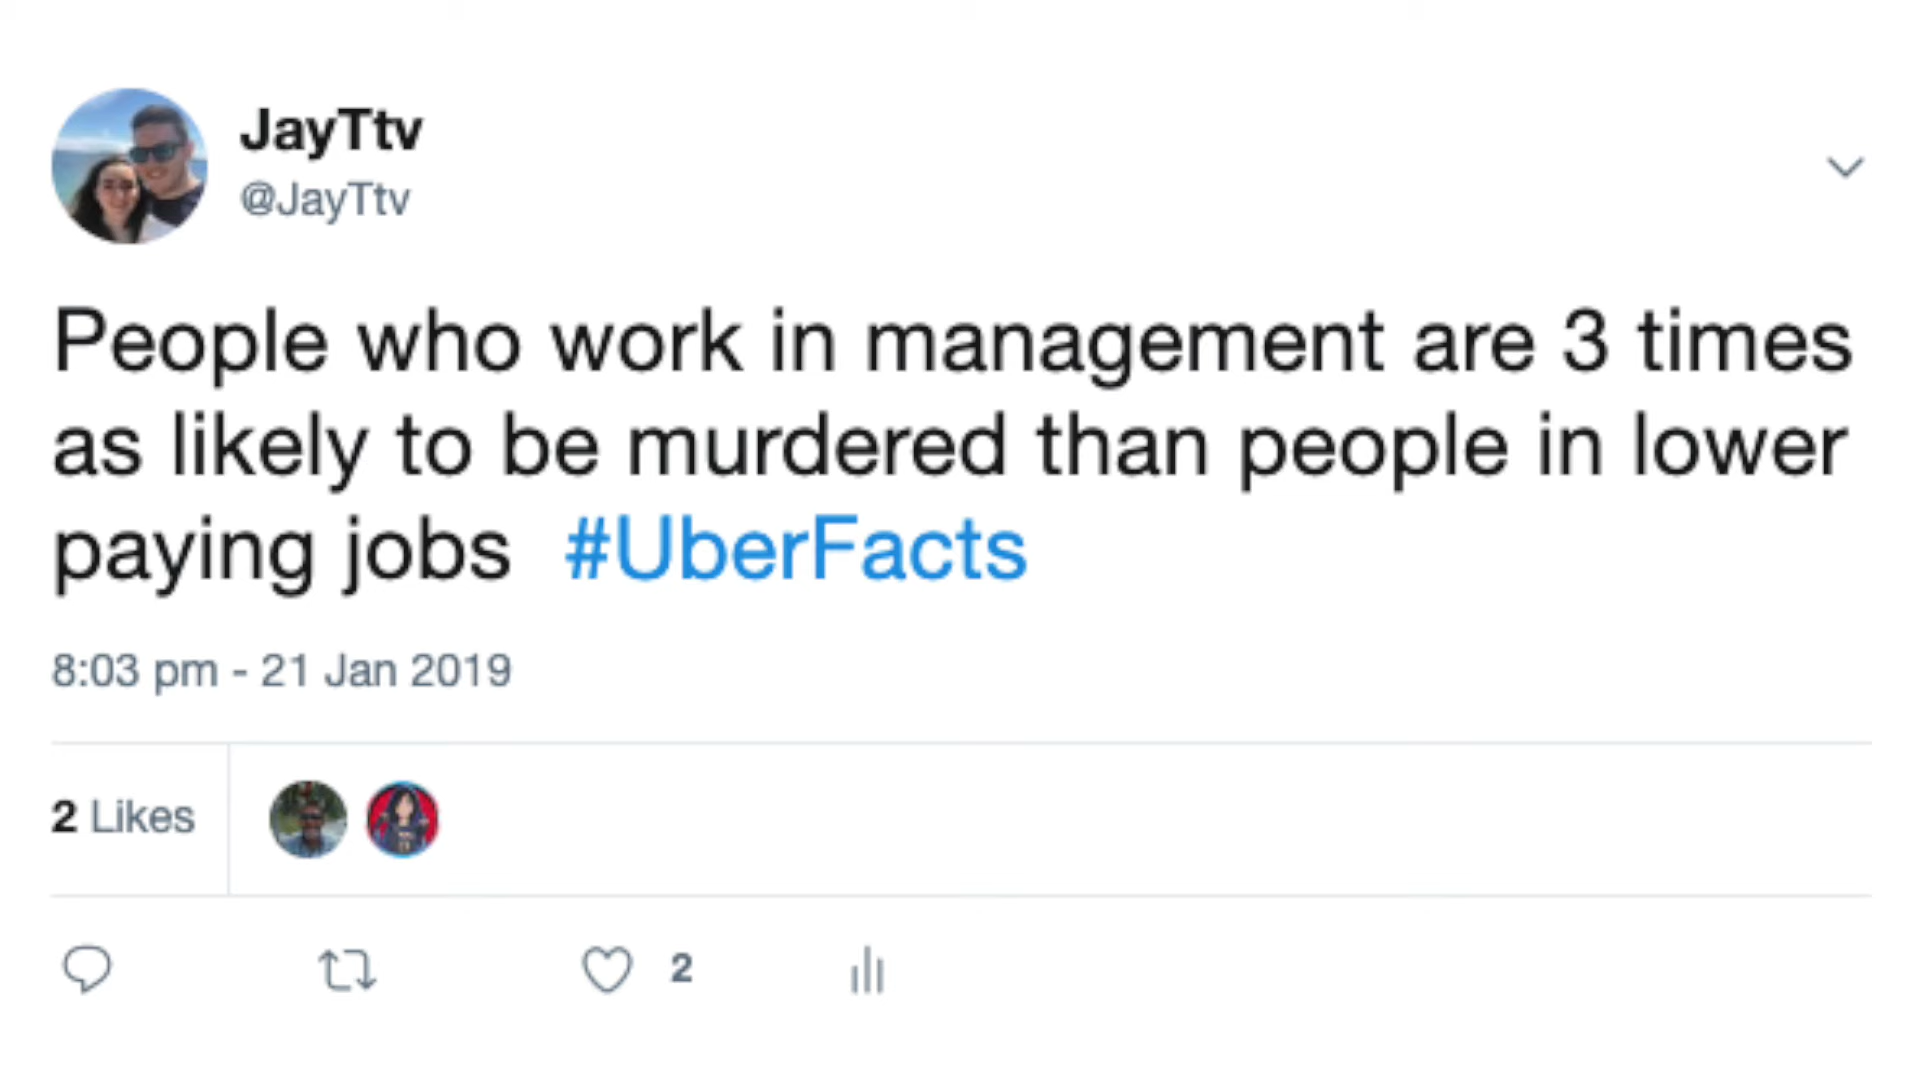 JayTtv
@JayTtv
People who work in management are 3 times
as likely to be murdered than people in lower
paying jobs #UberFacts
8:03 pm - 21 Jan 2019
2 Likes
2